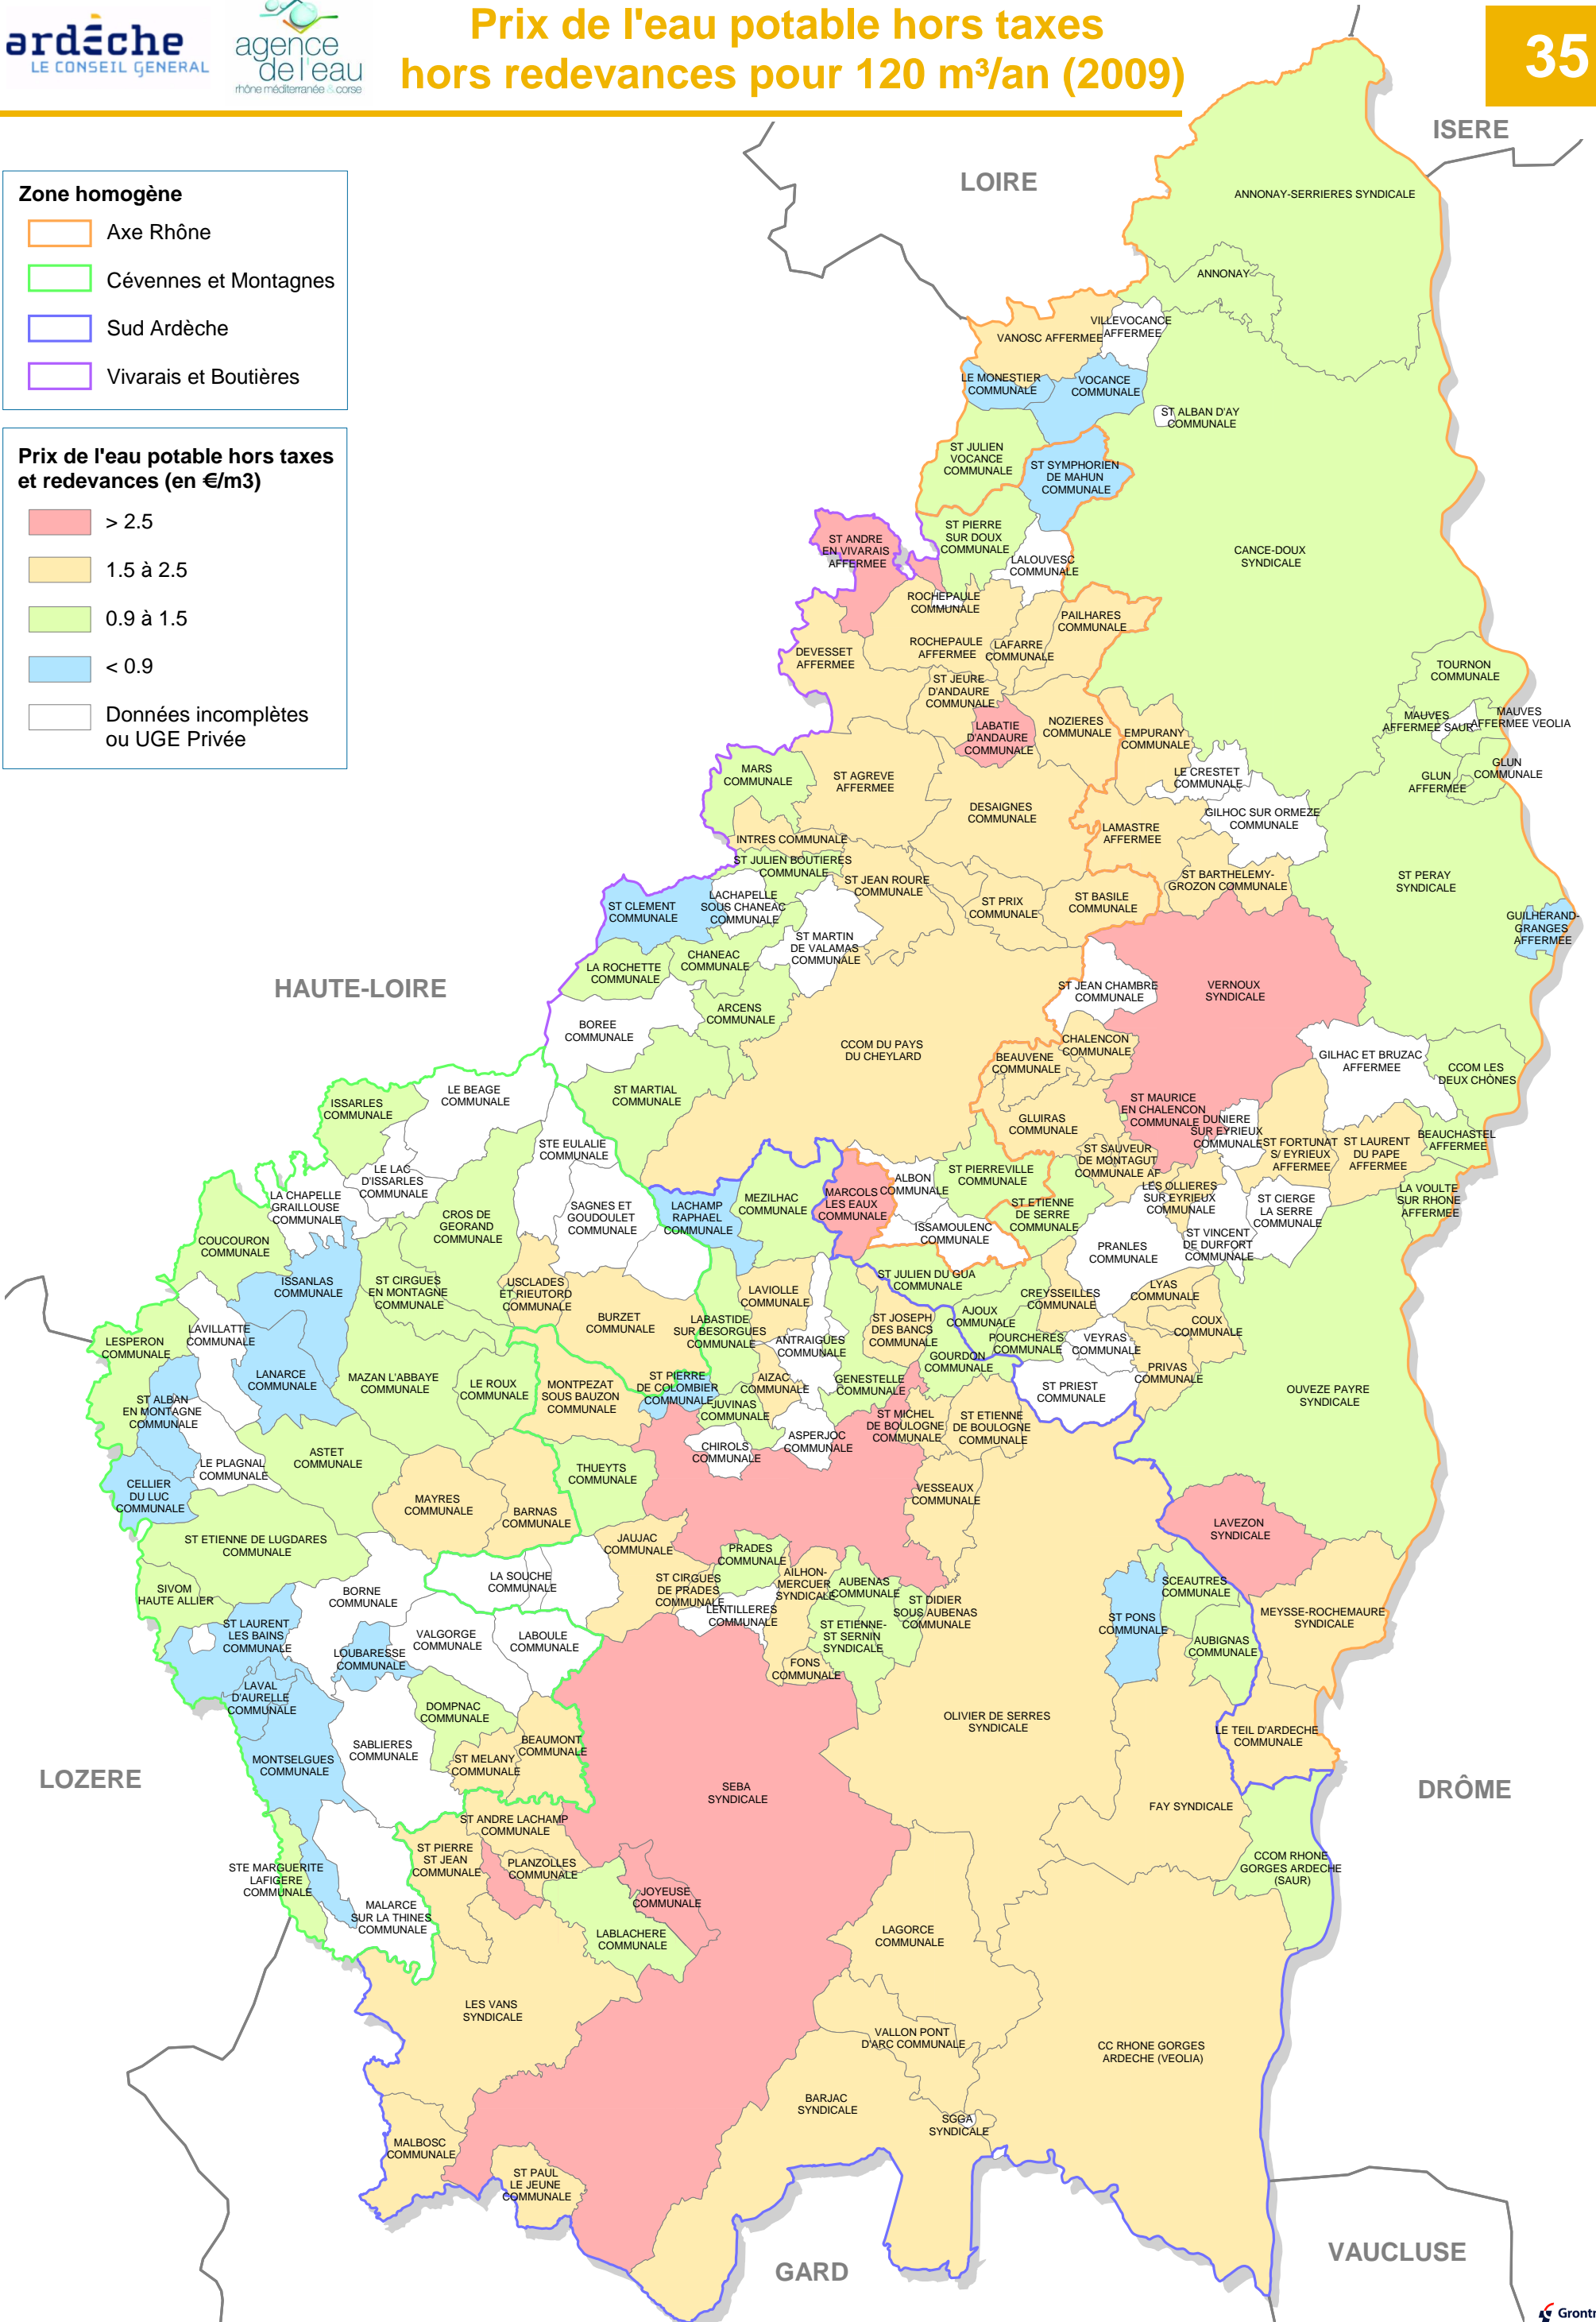 ardèche
LE CONSEIL GENERAL
agence
de l'eau
rhône méditerranée & corse
Prix de l'eau potable hors taxes
hors redevances pour 120 m³/an (2009)
35
Zone homogène
Axe Rhône
Cévennes et Montagnes
Sud Ardèche
Vivarais et Boutières
Prix de l'eau potable hors taxes
et redevances (en €/m3)
> 2.5
1.5 à 2.5
0.9 à 1.5
< 0.9
Données incomplètes
ou UGE Privée
ISERE
LOIRE
HAUTE-LOIRE
LOZERE
DRÔME
GARD
VAUCLUSE
ANNONAY-SERRIERES SYNDICALE
ANNONAY
VILLEVOCANCE
AFFERMEE
VANOSC AFFERMEE
LE MONESTIER
COMMUNALE
VOCANCE
COMMUNALE
ST ALBAN D'AY
COMMUNALE
ST JULIEN
VOCANCE
COMMUNALE
ST SYMPHORIEN
DE MAHUN
COMMUNALE
ST PIERRE
SUR DOUX
COMMUNALE
ST ANDRE
EN VIVARAIS
AFFERMEE
LALOUVESC
COMMUNALE
CANCE-DOUX
SYNDICALE
ROCHEPAULE
COMMUNALE
PAILHARES
COMMUNALE
ROCHEPAULE
AFFERMEE
LAFARRE
COMMUNALE
DEVESSET
AFFERMEE
TOURNON
COMMUNALE
ST JEURE
D'ANDAURE
COMMUNALE
LABATIE
D'ANDAURE
COMMUNALE
NOZIERES
COMMUNALE
EMPURANY
COMMUNALE
MAUVES
AFFERMEE SAUR
MAUVES
AFFERMEE VEOLIA
MARS
COMMUNALE
ST AGREVE
AFFERMEE
LE CRESTET
COMMUNALE
GLUN
AFFERMEE
GLUN
COMMUNALE
DESAIGNES
COMMUNALE
GILHOC SUR ORMEZE
COMMUNALE
LAMASTRE
AFFERMEE
INTRES COMMUNALE
ST JULIEN BOUTIERES
COMMUNALE
ST JEAN ROURE
COMMUNALE
ST BARTHELEMY-
GROZON COMMUNALE
ST PERAY
SYNDICALE
ST CLEMENT
COMMUNALE
LACHAPELLE
SOUS CHANEAC
COMMUNALE
ST PRIX
COMMUNALE
ST BASILE
COMMUNALE
GUILHERAND-
GRANGES
AFFERMEE
ST MARTIN
DE VALAMAS
COMMUNALE
CHANEAC
COMMUNALE
LA ROCHETTE
COMMUNALE
ST JEAN CHAMBRE
COMMUNALE
VERNOUX
SYNDICALE
ARCENS
COMMUNALE
BOREE
COMMUNALE
CCOM DU PAYS
DU CHEYLARD
CHALENCON
COMMUNALE
BEAUVENE
COMMUNALE
GILHAC ET BRUZAC
AFFERMEE
CCOM LES
DEUX CHÔNES
LE BEAGE
COMMUNALE
ST MARTIAL
COMMUNALE
ISSARLES
COMMUNALE
ST MAURICE
EN CHALENCON
COMMUNALE
GLUIRAS
COMMUNALE
DUNIERE
SUR EYRIEUX
COMMUNALE
ST FORTUNAT
S/ EYRIEUX
AFFERMEE
ST LAURENT
DU PAPE
AFFERMEE
BEAUCHASTEL
AFFERMEE
STE EULALIE
COMMUNALE
ST SAUVEUR
DE MONTAGUT
COMMUNALE AF
LE LAC
D'ISSARLES
COMMUNALE
ST PIERREVILLE
COMMUNALE
ALBON
COMMUNALE
LES OLLIERES
SUR EYRIEUX
COMMUNALE
LA VOULTE
SUR RHONE
AFFERMEE
LA CHAPELLE
GRAILLOUSE
COMMUNALE
SAGNES ET
GOUDOULET
COMMUNALE
LACHAMP
RAPHAEL
COMMUNALE
MEZILHAC
COMMUNALE
MARCOLS
LES EAUX
COMMUNALE
ST ETIENNE
DE SERRE
COMMUNALE
ST CIERGE
LA SERRE
COMMUNALE
CROS DE
GEORAND
COMMUNALE
ISSAMOULENC
COMMUNALE
COUCOURON
COMMUNALE
PRANLES
COMMUNALE
ST VINCENT
DE DURFORT
COMMUNALE
ISSANLAS
COMMUNALE
ST CIRGUES
EN MONTAGNE
COMMUNALE
USCLADES
ET RIEUTORD
COMMUNALE
ST JULIEN DU GUA
COMMUNALE
LAVIOLLE
COMMUNALE
CREYSSEILLES
COMMUNALE
LYAS
COMMUNALE
BURZET
COMMUNALE
LABASTIDE
SUR BESORGUES
COMMUNALE
ST JOSEPH
DES BANCS
COMMUNALE
AJOUX
COMMUNALE
COUX
COMMUNALE
LAVILLATTE
COMMUNALE
LESPERON
COMMUNALE
ANTRAIGUES
COMMUNALE
POURCHERES
COMMUNALE
VEYRAS
COMMUNALE
GOURDON
COMMUNALE
PRIVAS
COMMUNALE
LANARCE
COMMUNALE
MAZAN L'ABBAYE
COMMUNALE
LE ROUX
COMMUNALE
MONTPEZAT
SOUS BAUZON
COMMUNALE
ST PIERRE
DE COLOMBIER
COMMUNALE
AIZAC
COMMUNALE
GENESTELLE
COMMUNALE
ST PRIEST
COMMUNALE
OUVEZE PAYRE
SYNDICALE
ST ALBAN
EN MONTAGNE
COMMUNALE
JUVINAS
COMMUNALE
ST MICHEL
DE BOULOGNE
COMMUNALE
ST ETIENNE
DE BOULOGNE
COMMUNALE
ASPERJOC
COMMUNALE
CHIROLS
COMMUNALE
ASTET
COMMUNALE
LE PLAGNAL
COMMUNALE
THUEYTS
COMMUNALE
CELLIER
DU LUC
COMMUNALE
VESSEAUX
COMMUNALE
MAYRES
COMMUNALE
BARNAS
COMMUNALE
LAVEZON
SYNDICALE
ST ETIENNE DE LUGDARES
COMMUNALE
JAUJAC
COMMUNALE
PRADES
COMMUNALE
LA SOUCHE
COMMUNALE
ST CIRGUES
DE PRADES
COMMUNALE
AILHON-
MERCUER
SYNDICALE
AUBENAS
COMMUNALE
SCEAUTRES
COMMUNALE
SIVOM
HAUTE ALLIER
BORNE
COMMUNALE
LENTILLERES
COMMUNALE
ST DIDIER
SOUS AUBENAS
COMMUNALE
MEYSSE-ROCHEMAURE
SYNDICALE
ST LAURENT
LES BAINS
COMMUNALE
VALGORGE
COMMUNALE
LABOULE
COMMUNALE
ST ETIENNE-
ST SERNIN
SYNDICALE
ST PONS
COMMUNALE
LOUBARESSE
COMMUNALE
AUBIGNAS
COMMUNALE
FONS
COMMUNALE
LAVAL
D'AURELLE
COMMUNALE
DOMPNAC
COMMUNALE
OLIVIER DE SERRES
SYNDICALE
LE TEIL D'ARDECHE
COMMUNALE
SABLIERES
COMMUNALE
BEAUMONT
COMMUNALE
MONTSELGUES
COMMUNALE
ST MELANY
COMMUNALE
SEBA
SYNDICALE
FAY SYNDICALE
ST ANDRE LACHAMP
COMMUNALE
ST PIERRE
ST JEAN
COMMUNALE
PLANZOLLES
COMMUNALE
STE MARGUERITE
LAFIGERE
COMMUNALE
CCOM RHONE
GORGES ARDECHE
(SAUR)
JOYEUSE
COMMUNALE
MALARCE
SUR LA THINES
COMMUNALE
LABLACHERE
COMMUNALE
LAGORCE
COMMUNALE
LES VANS
SYNDICALE
VALLON PONT
D'ARC COMMUNALE
CC RHONE GORGES
ARDECHE (VEOLIA)
BARJAC
SYNDICALE
SGGA
SYNDICALE
MALBOSC
COMMUNALE
ST PAUL
LE JEUNE
COMMUNALE